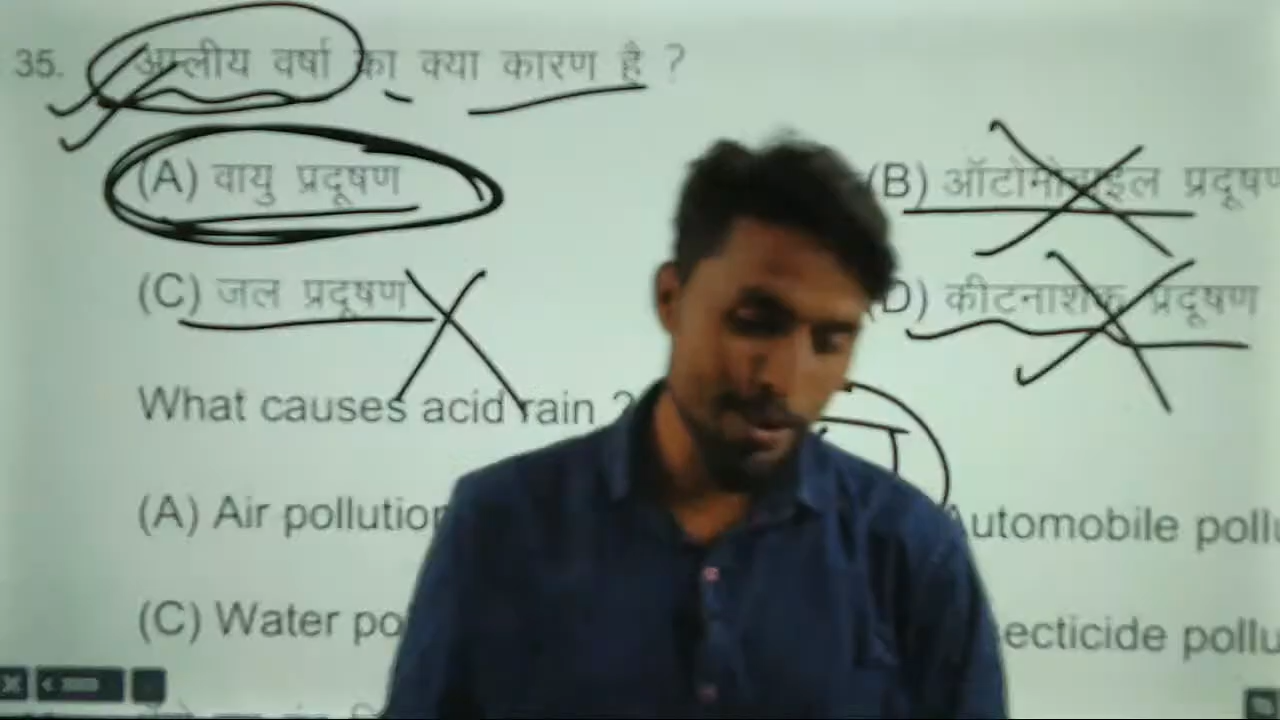 35. अम्लीय वर्षा का क्या कारण है ?
(A) वायु प्रदूषण (B) ऑटोमोबाइल प्रदूषण
(C) जल प्रदूषण (D) कीटनाशक प्रदूषण
What causes acid rain ?
(A) Air pollution Automobile pollu
(C) Water po ecticide pollu